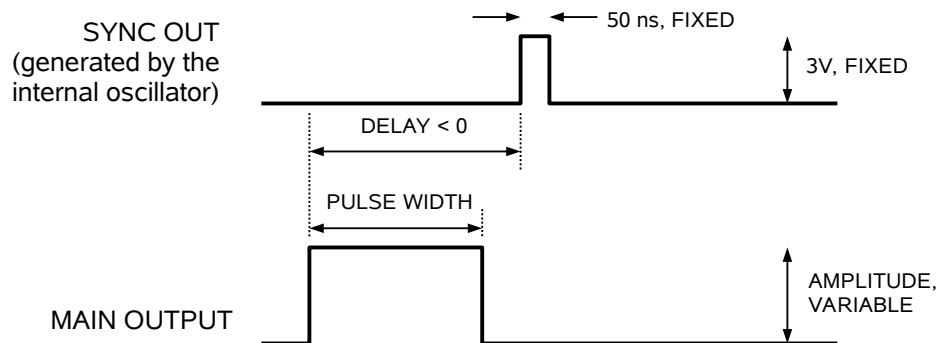 50 ns, FIXED
SYNC OUT
(generated by the
internal oscillator)
3V, FIXED
DELAY < 0
PULSE WIDTH
AMPLITUDE,
VARIABLE
MAIN OUTPUT